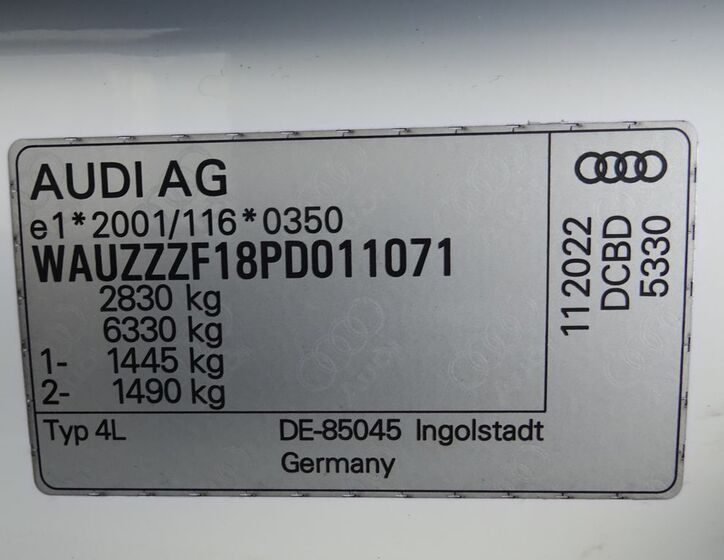 AUDI AG
e1*2001/116*0350
WAUZZZF18PD011071
2830 kg
6330 kg
1- 1445 kg
2- 1490 kg
Typ 4L DE-85045 Ingolstadt
Germany
112022
DCBD
5330